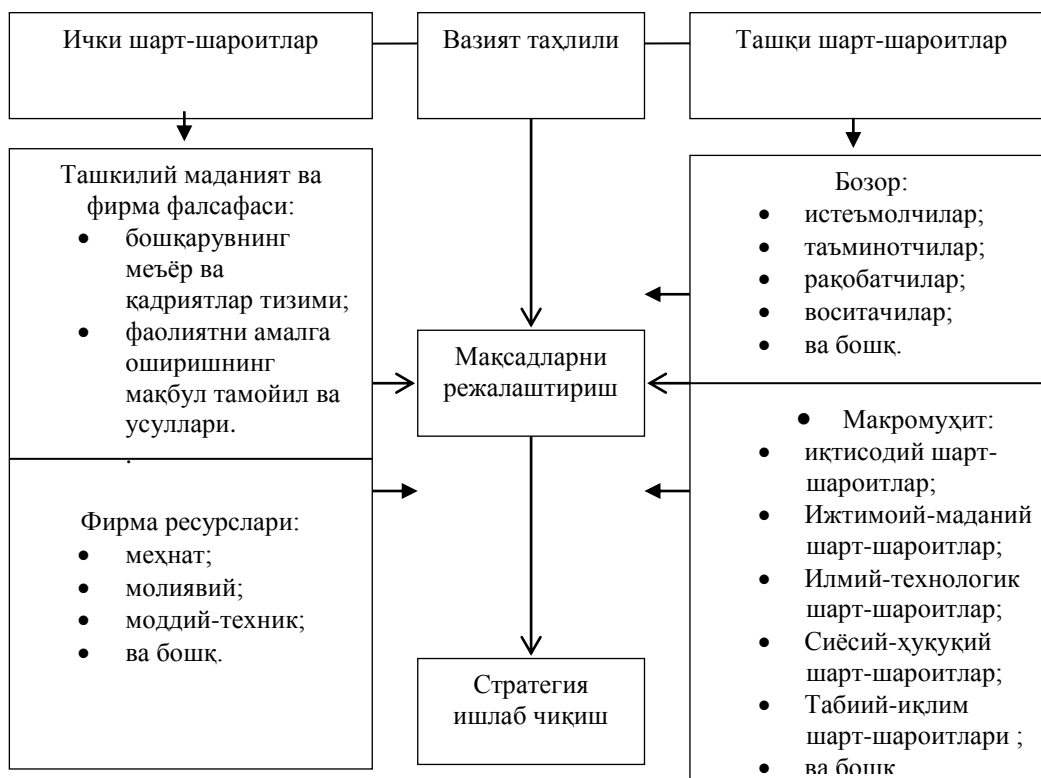 Ички шарт-шароитлар
Вазият таҳлили
Ташқи шарт-шароитлар
Ташкилий маданият ва
фирма фалсафаси:
• бошқарувнинг
меъёр ва
қадриятлар тизими;
• фаолиятни амалга
оширишнинг
мақбул тамойил ва
усуллари.
.
Фирма ресурслари:
• меҳнат;
• молиявий;
• моддий-техник;
• ва бошқ.
Мақсадларни
режалаштириш
Стратегия
ишлаб чиқиш
Бозор:
• истеъмолчилар;
• таъминотчилар;
• рақобатчилар;
• воситачилар;
• ва бошқ.
• Макромуҳит:
• иқтисодий шарт-
шароитлар;
• Ижтимоий-маданий
шарт-шароитлар;
• Илмий-технологик
шарт-шароитлар;
• Сиёсий-ҳуқуқий
шарт-шароитлар;
• Табиий-иқлим
шарт-шароитлари ;
• ва бошқ